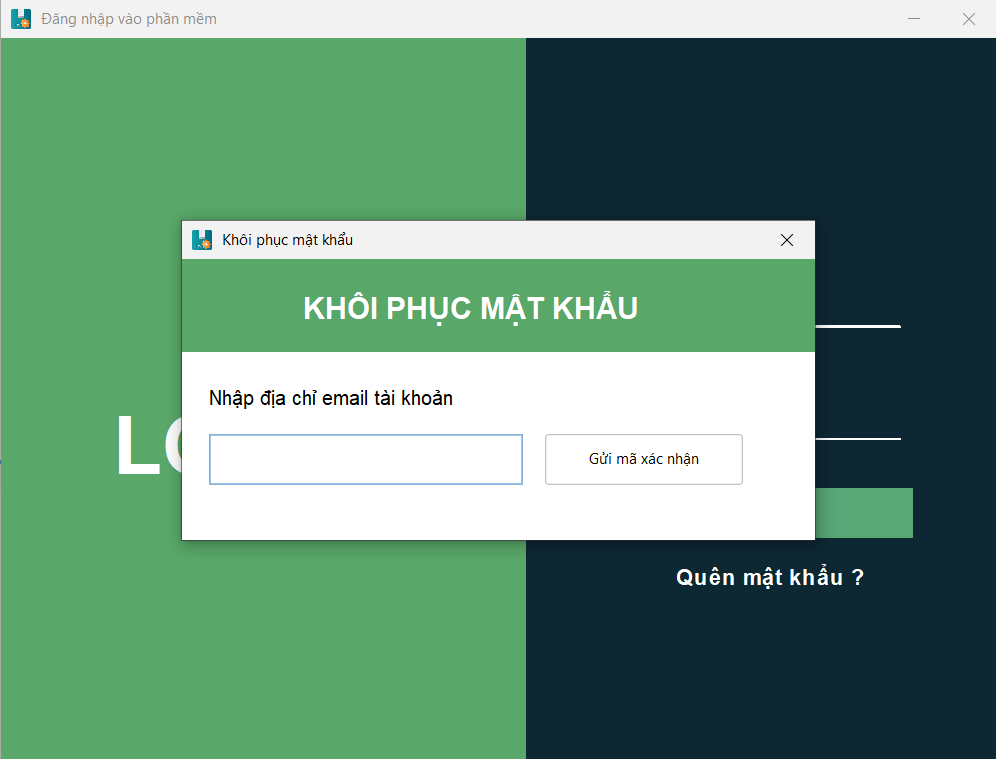 Đăng nhập vào phần mềm
Khôi phục mật khẩu
KHÔI PHỤC MẬT KHẨU
Nhập địa chỉ email tài khoản
Gửi mã xác nhận
Quên mật khẩu ?